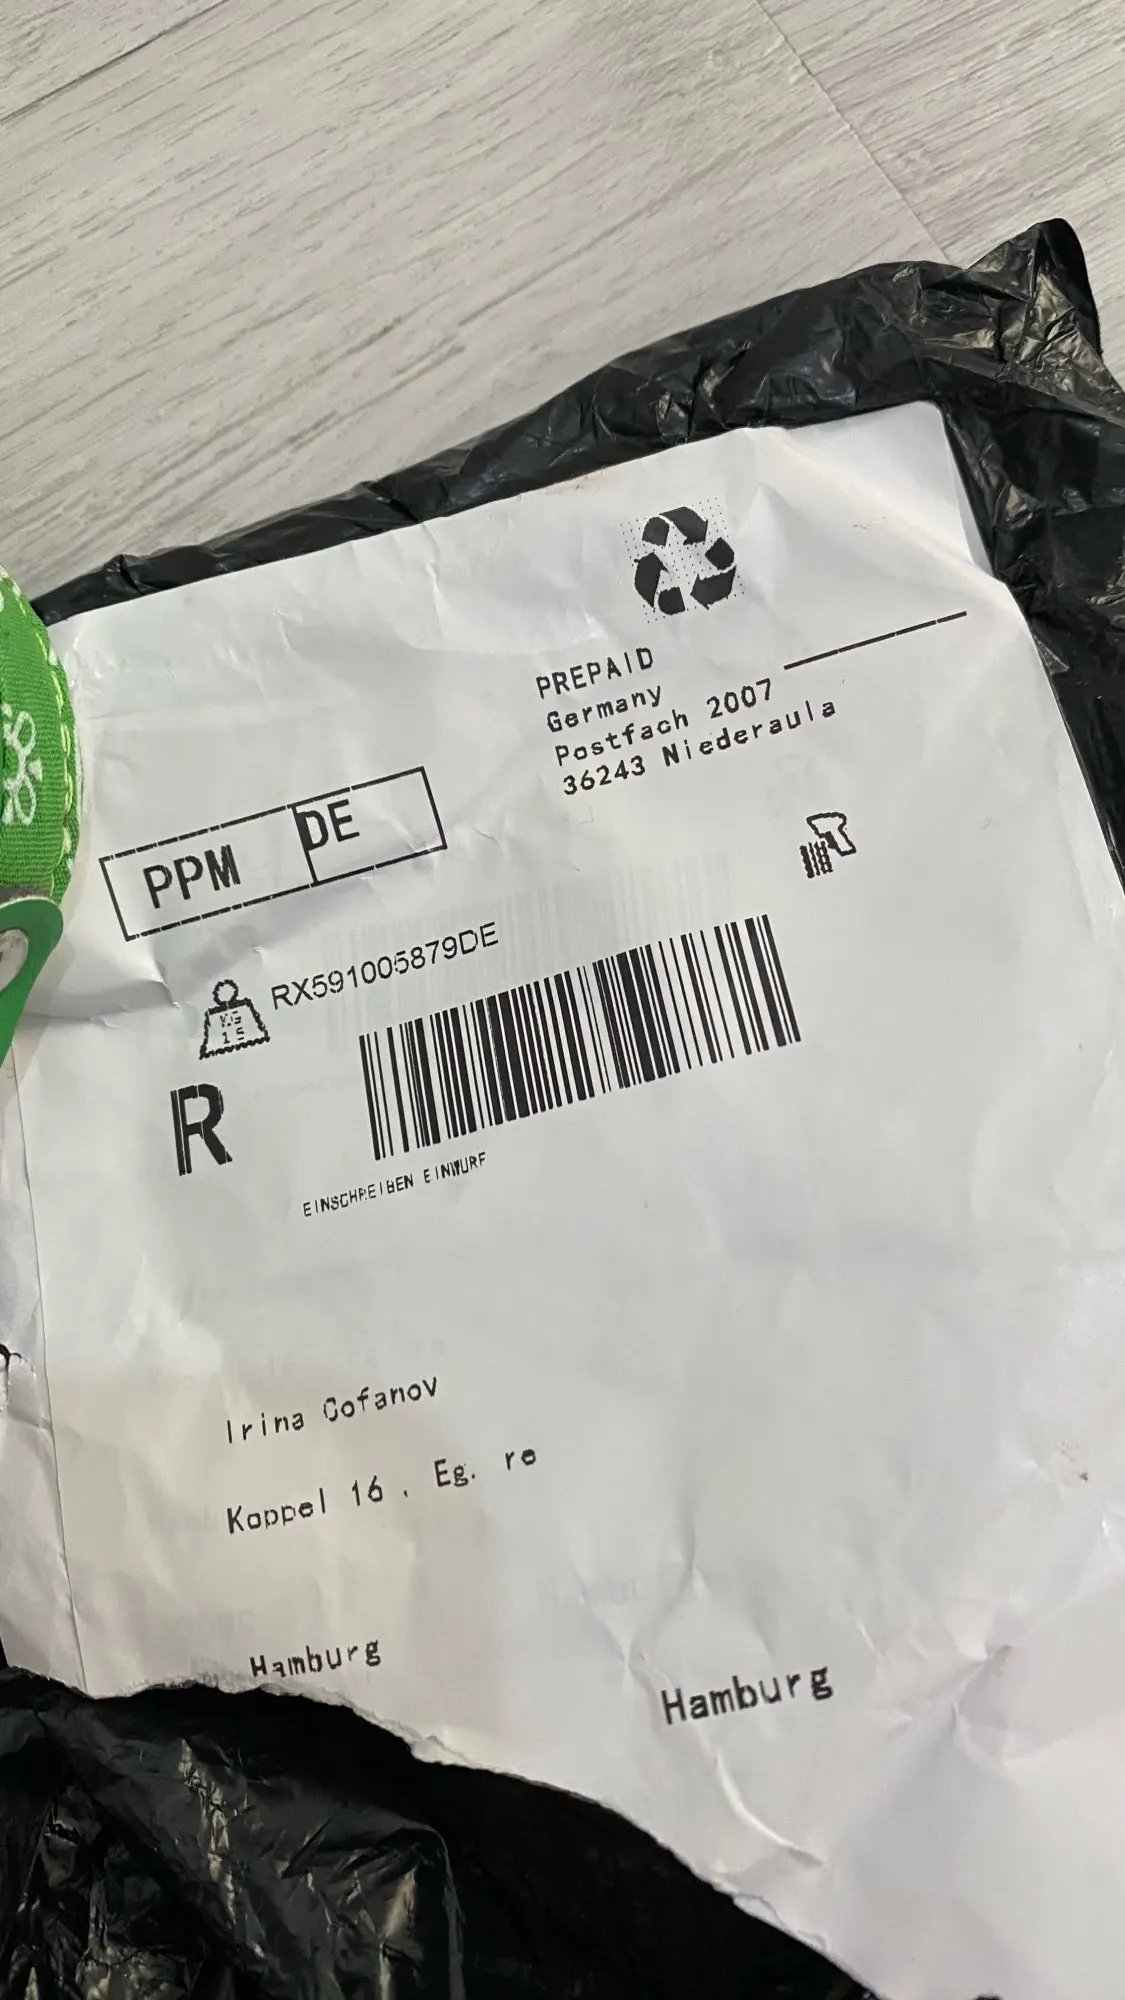 PREPAID
Germany
Postfach 2007
36243 Niederaula
PPM DE
RX591005879DE
KG
R
EINSCHREIBEN EINWURF
Irina Cofanov
Koppel 16 , Eg. re
Hamburg
Hamburg